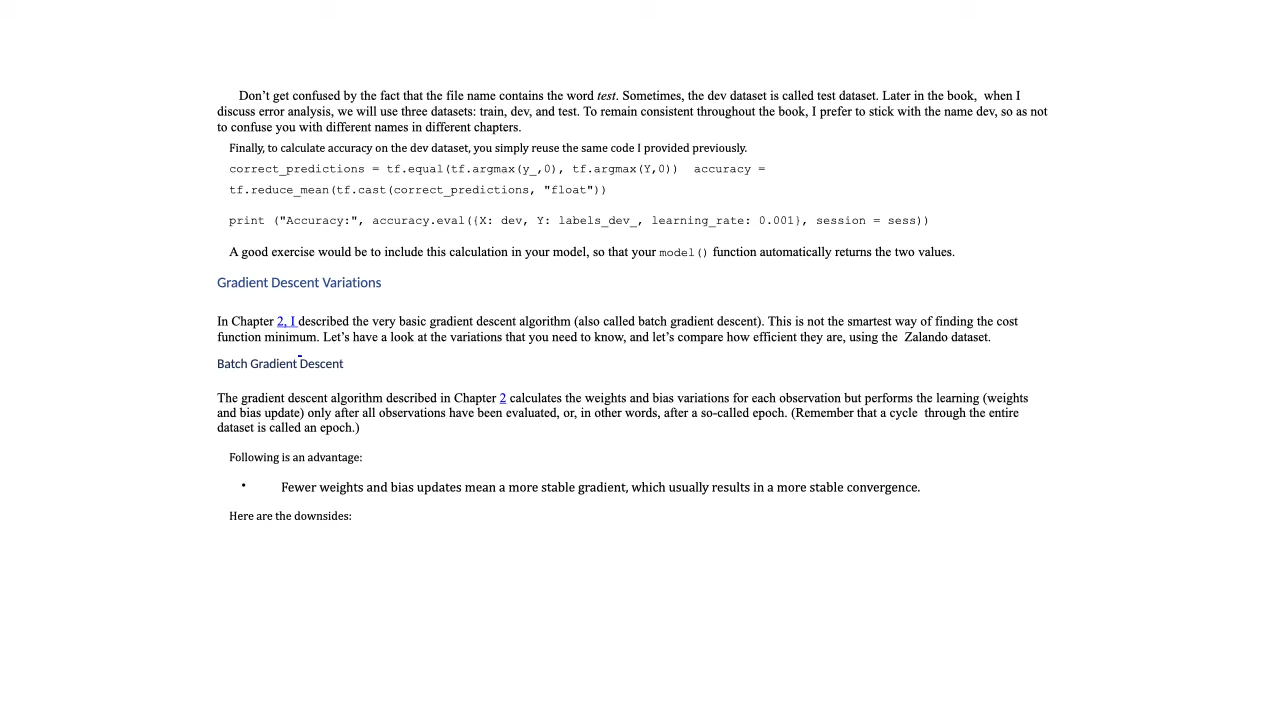 Don’t get confused by the fact that the file name contains the word test. Sometimes, the dev dataset is called test dataset. Later in the book, when I
discuss error analysis, we will use three datasets: train, dev, and test. To remain consistent throughout the book, I prefer to stick with the name dev, so as not
to confuse you with different names in different chapters.
Finally, to calculate accuracy on the dev dataset, you simply reuse the same code I provided previously.
correct_predictions = tf.equal(tf.argmax(y_,0), tf.argmax(Y,0)) accuracy =
tf.reduce_mean(tf.cast(correct_predictions, "float"))
print ("Accuracy:", accuracy.eval({X: dev, Y: labels_dev_, learning_rate: 0.001}, session = sess))
A good exercise would be to include this calculation in your model, so that your model() function automatically returns the two values.
Gradient Descent Variations
In Chapter 2, I described the very basic gradient descent algorithm (also called batch gradient descent). This is not the smartest way of finding the cost
function minimum. Let’s have a look at the variations that you need to know, and let’s compare how efficient they are, using the Zalando dataset.
Batch Gradient Descent
The gradient descent algorithm described in Chapter 2 calculates the weights and bias variations for each observation but performs the learning (weights
and bias update) only after all observations have been evaluated, or, in other words, after a so-called epoch. (Remember that a cycle through the entire
dataset is called an epoch.)
Following is an advantage:
• Fewer weights and bias updates mean a more stable gradient, which usually results in a more stable convergence.
Here are the downsides: